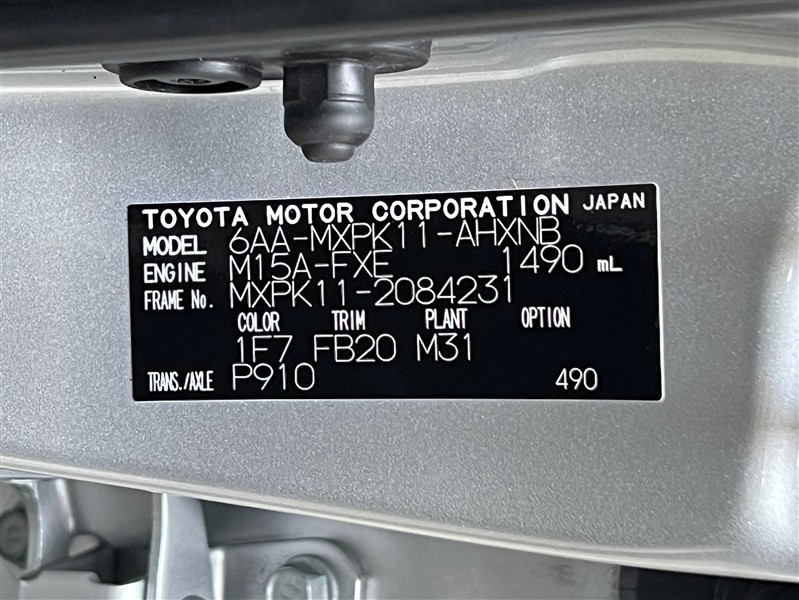 TOYOTA MOTOR CORPORATION JAPAN
MODEL 6AA-MXPK11-AHXNB
ENGINE M15A-FXE 1490 mL
FRAME No. MXPK11-2084231
COLOR TRIM PLANT OPTION
1F7 FB20 M31
TRANS./AXLE P910 490